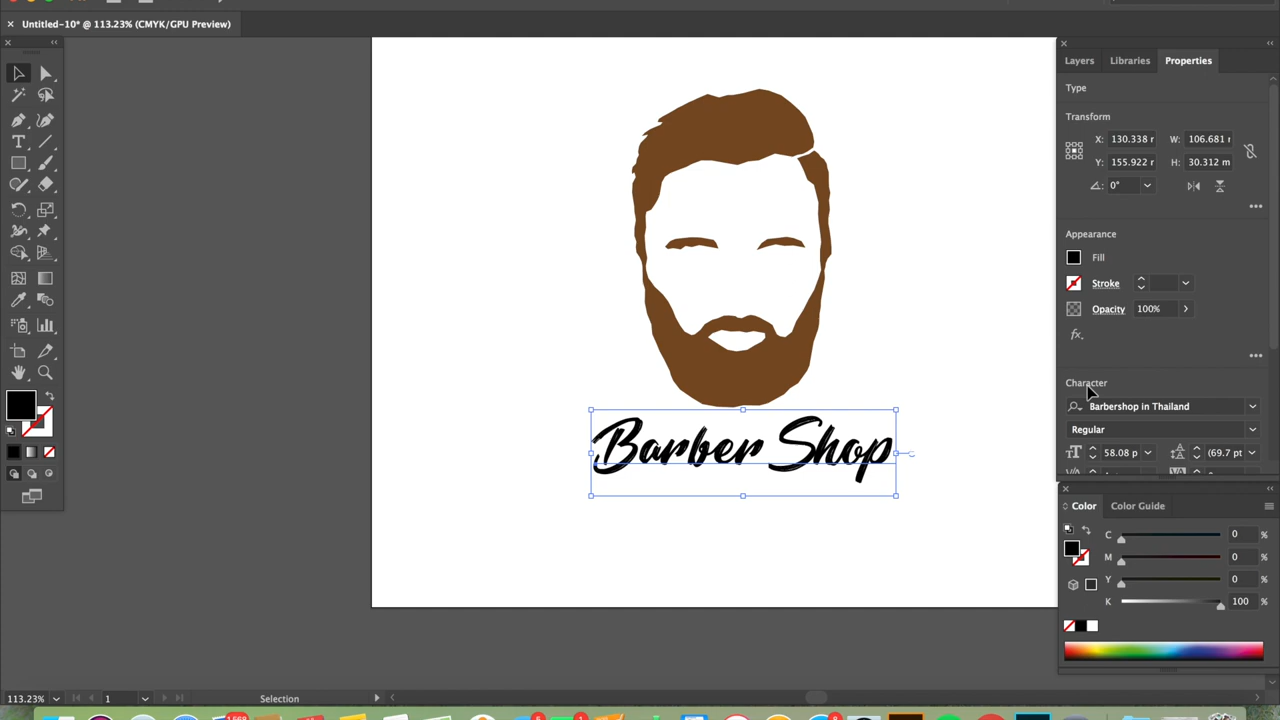 Untitled-10* @ 113.23% (CMYK/GPU Preview)
Layers Libraries Properties
Type
Transform
X: 130.338 r W: 106.681 r
Y: 155.922 r H: 30.312 m
0°
Appearance
Fill
Stroke
Opacity 100%
fx.
Character
Barbershop in Thailand
Regular
58.08 p (69.7 pt
Barber Shop
Color Color Guide
C 0 %
M 0 %
Y 0 %
K 100 %
113.23% 1 Selection